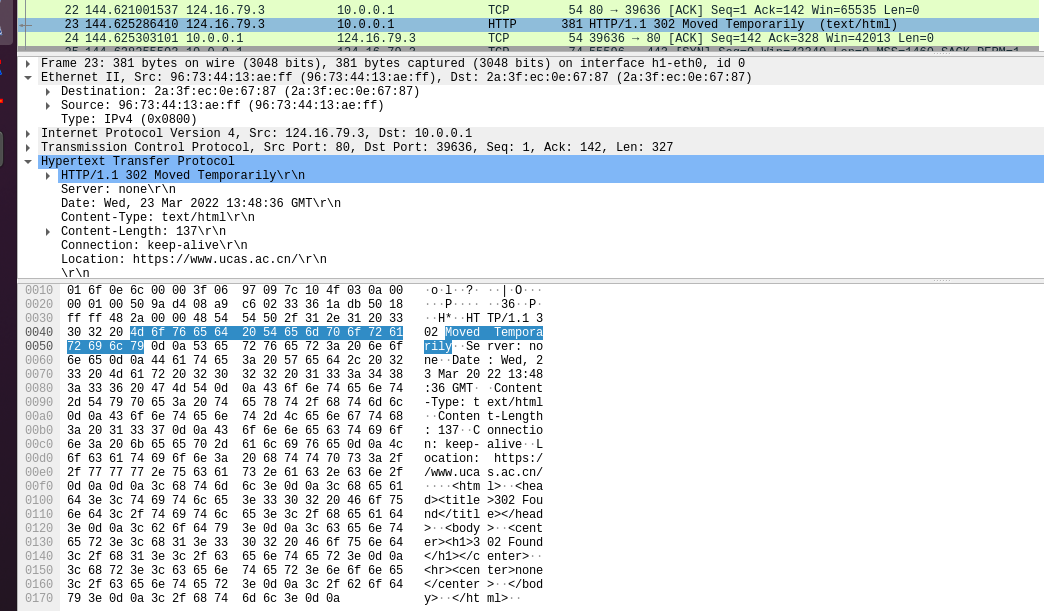 22 144.621001537 124.16.79.3 10.0.0.1 TCP 54 80 → 39636 [ACK] Seq=1 Ack=142 Win=65535 Len=0
23 144.625286410 124.16.79.3 10.0.0.1 HTTP 381 HTTP/1.1 302 Moved Temporarily  (text/html)
24 144.625303101 10.0.0.1 124.16.79.3 TCP 54 39636 → 80 [ACK] Seq=142 Ack=328 Win=42013 Len=0
Frame 23: 381 bytes on wire (3048 bits), 381 bytes captured (3048 bits) on interface h1-eth0, id 0
Ethernet II, Src: 96:73:44:13:ae:ff (96:73:44:13:ae:ff), Dst: 2a:3f:ec:0e:67:87 (2a:3f:ec:0e:67:87)
Destination: 2a:3f:ec:0e:67:87 (2a:3f:ec:0e:67:87)
Source: 96:73:44:13:ae:ff (96:73:44:13:ae:ff)
Type: IPv4 (0x0800)
Internet Protocol Version 4, Src: 124.16.79.3, Dst: 10.0.0.1
Transmission Control Protocol, Src Port: 80, Dst Port: 39636, Seq: 1, Ack: 142, Len: 327
Hypertext Transfer Protocol
HTTP/1.1 302 Moved Temporarily\r\n
Server: none\r\n
Date: Wed, 23 Mar 2022 13:48:36 GMT\r\n
Content-Type: text/html\r\n
Content-Length: 137\r\n
Connection: keep-alive\r\n
Location: https://www.ucas.ac.cn/\r\n
\r\n
0010 01 6f 0e 6c 00 00 3f 06 97 09 7c 10 4f 03 0a 00 ·o·l··?· ··|·O···
0020 00 01 00 50 9a d4 08 a9 c6 02 33 36 1a db 50 18 ···P···· ··36··P·
0030 ff ff 48 2a 00 00 48 54 54 50 2f 31 2e 31 20 33 ··H*··HT TP/1.1 3
0040 30 32 20 4d 6f 76 65 64 20 54 65 6d 70 6f 72 61 02 Moved Tempora
0050 72 69 6c 79 0d 0a 53 65 72 76 65 72 3a 20 6e 6f rily··Se rver: no
0060 6e 65 0d 0a 44 61 74 65 3a 20 57 65 64 2c 20 32 ne··Date : Wed, 2
0070 33 20 4d 61 72 20 32 30 32 32 20 31 33 3a 34 38 3 Mar 20 22 13:48
0080 3a 33 36 20 47 4d 54 0d 0a 43 6f 6e 74 65 6e 74 :36 GMT· ·Content
0090 2d 54 79 70 65 3a 20 74 65 78 74 2f 68 74 6d 6c -Type: t ext/html
00a0 0d 0a 43 6f 6e 74 65 6e 74 2d 4c 65 6e 67 74 68 ··Conten t-Length
00b0 3a 20 31 33 37 0d 0a 43 6f 6e 6e 65 63 74 69 6f : 137··C onnectio
00c0 6e 3a 20 6b 65 65 70 2d 61 6c 69 76 65 0d 0a 4c n: keep- alive··L
00d0 6f 63 61 74 69 6f 6e 3a 20 68 74 74 70 73 3a 2f ocation:  https:/
00e0 2f 77 77 77 2e 75 63 61 73 2e 61 63 2e 63 6e 2f /www.uca s.ac.cn/
00f0 0d 0a 0d 0a 3c 68 74 6d 6c 3e 0d 0a 3c 68 65 61 ····<htm l>··<hea
0100 64 3e 3c 74 69 74 6c 65 3e 33 30 32 20 46 6f 75 d><title >302 Fou
0110 6e 64 3c 2f 74 69 74 6c 65 3e 3c 2f 68 65 61 64 nd</titl e></head
0120 3e 0d 0a 3c 62 6f 64 79 3e 0d 0a 3c 63 65 6e 74 >··<body >··<cent
0130 65 72 3e 3c 68 31 3e 33 30 32 20 46 6f 75 6e 64 er><h1>3 02 Found
0140 3c 2f 68 31 3e 3c 2f 63 65 6e 74 65 72 3e 0d 0a </h1></c enter>··
0150 3c 68 72 3e 3c 63 65 6e 74 65 72 3e 6e 6f 6e 65 <hr><cen ter>none
0160 3c 2f 63 65 6e 74 65 72 3e 0d 0a 3c 2f 62 6f 64 </center >··</bod
0170 79 3e 0d 0a 3c 2f 68 74 6d 6c 3e 0d 0a y>··</ht ml>··